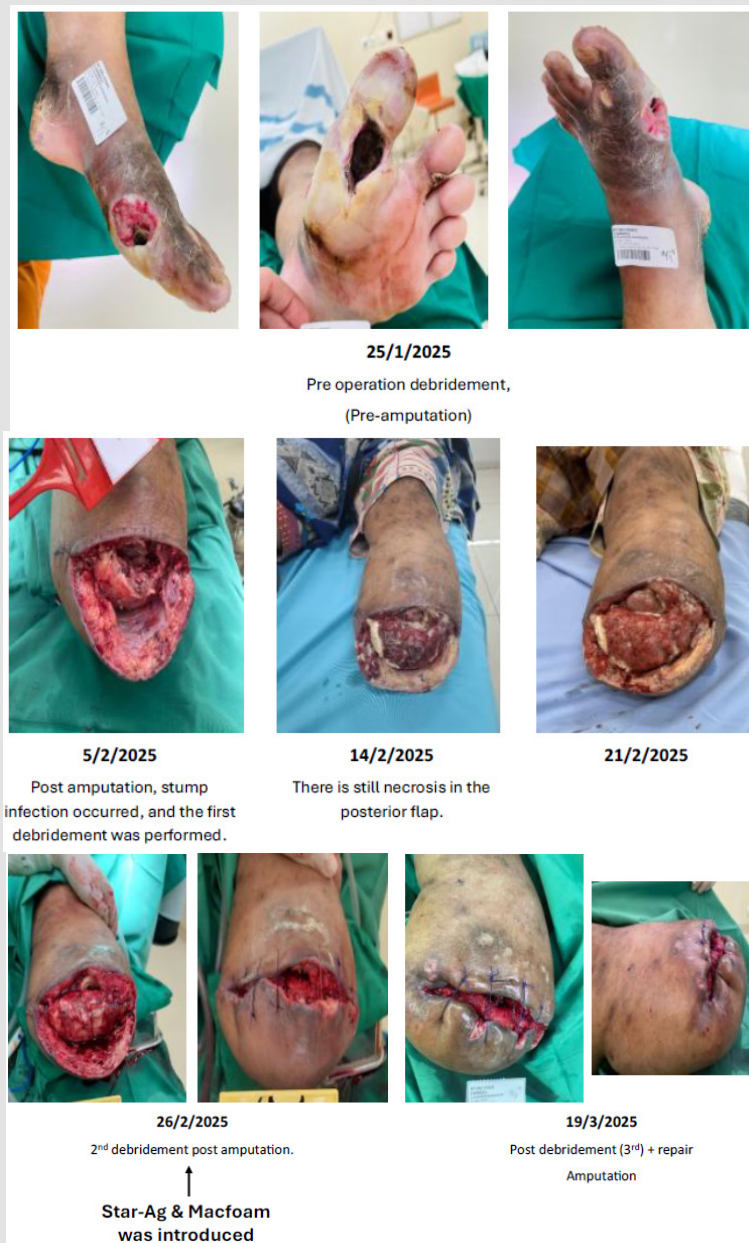 25/1/2025
Pre operation debridement,
(Pre-amputation)
5/2/2025
Post amputation, stump
infection occurred, and the first
debridement was performed.
14/2/2025
There is still necrosis in the
posterior flap.
21/2/2025
26/2/2025
2nd debridement post amputation.
Star-Ag & Macfoam
was introduced
19/3/2025
Post debridement (3rd) + repair
Amputation